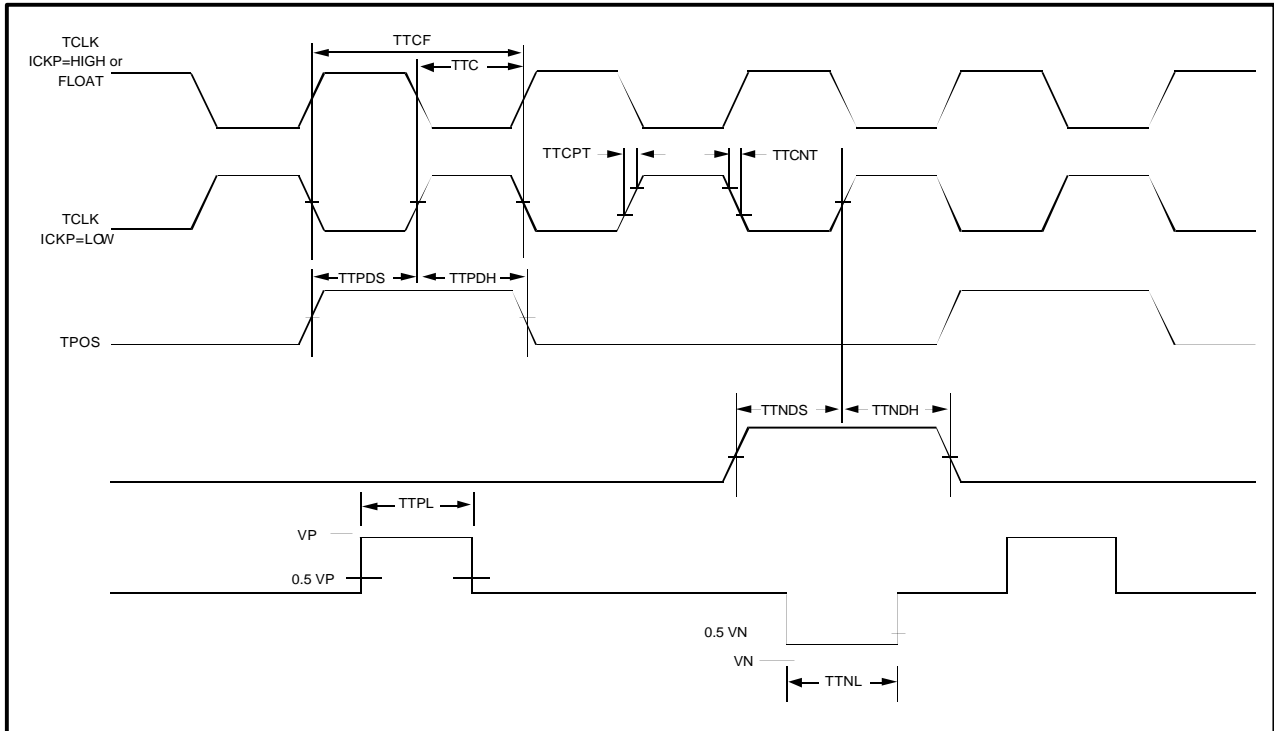 TCLK
ICKP=HIGH or
FLOAT
TTCF
TTC
TTCPT
TTCNT
TCLK
ICKP=LOW
TTPDS
TTPDH
TPOS
TTNDS
TTNDH
TTPL
VP
0.5 VP
0.5 VN
VN
TTNL